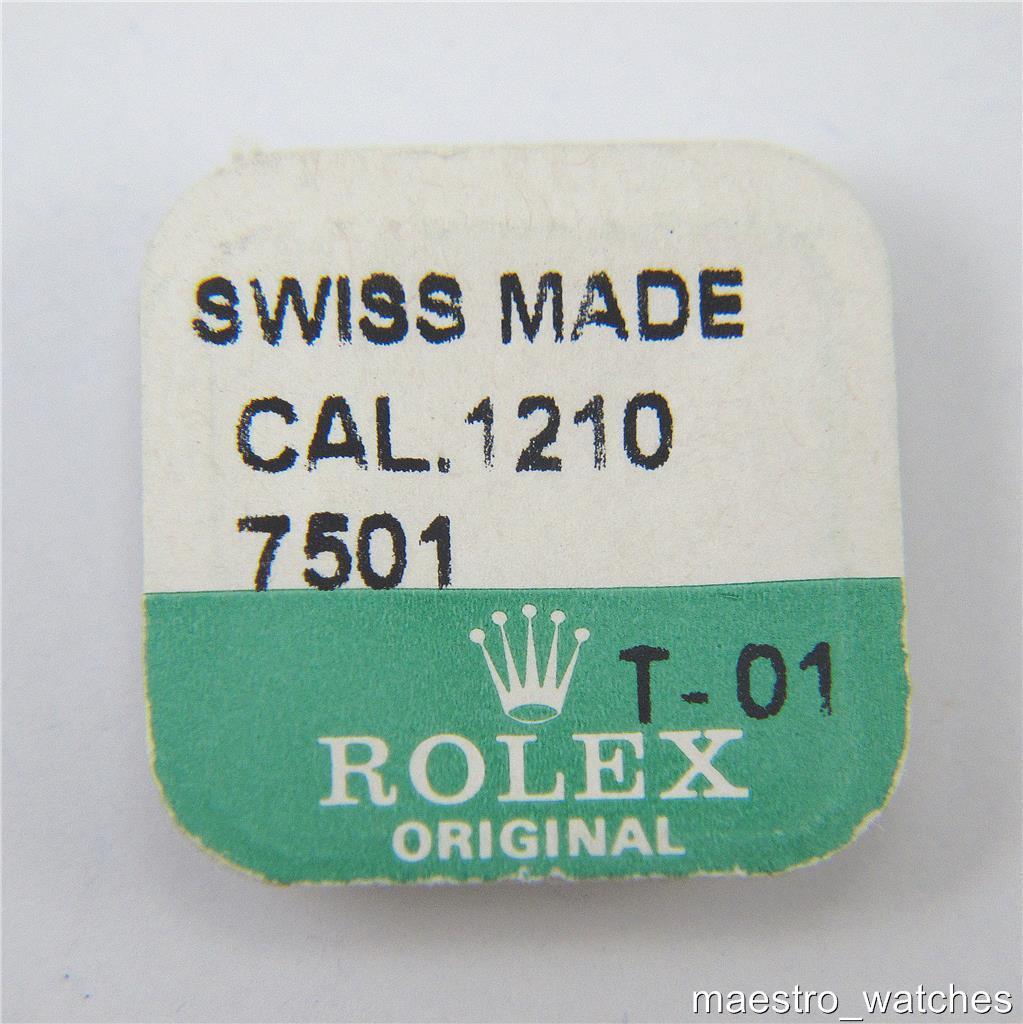 SWISS MADE
CAL.1210
7501
T-01
ROLEX
ORIGINAL
maestro_watches